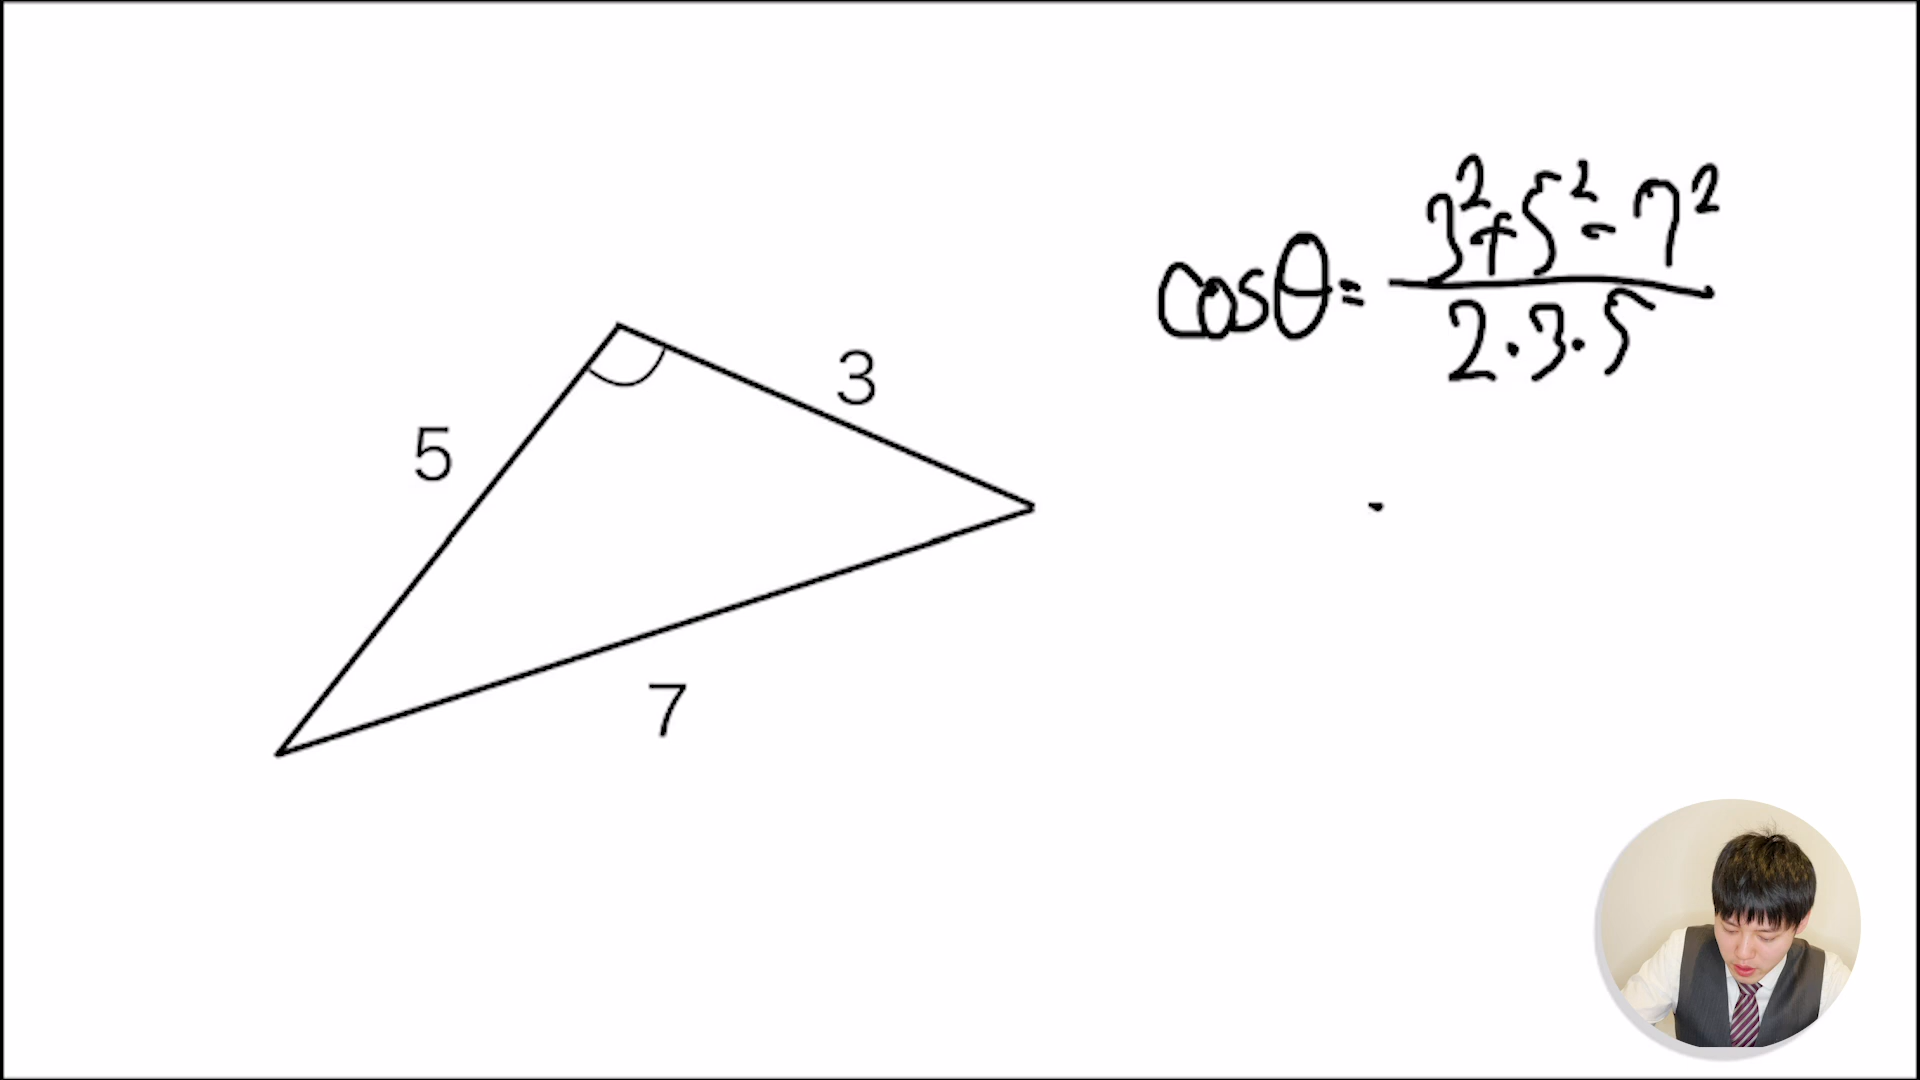 5
3
7
cosθ = (3²+5²-7²)/(2・3・5)